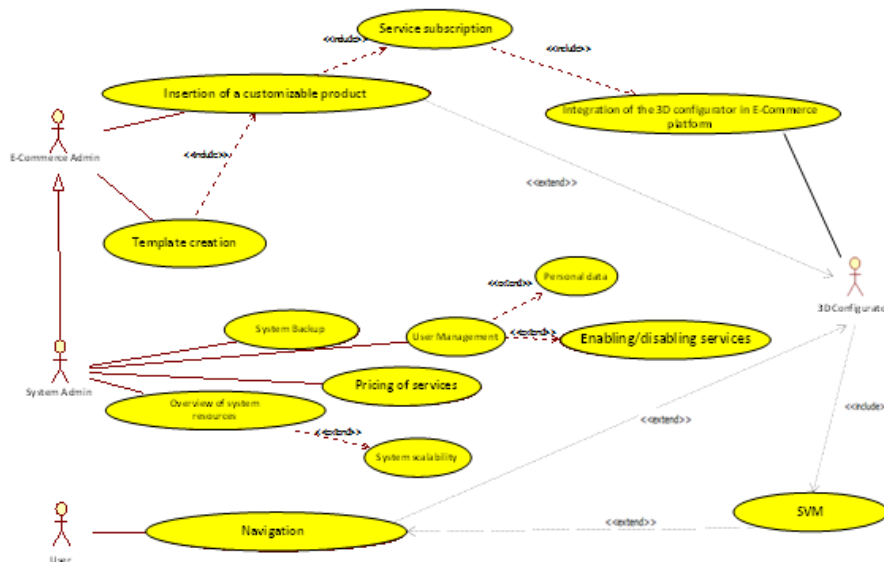 Service subscription
<<include>>
<<include>>
Insertion of a customizable product
Integration of the 3D configurator in E-Commerce
platform
E-Commerce Admin
<<include>>
<<extend>>
Template creation
Personal data
<<extend>>
3DConfigurator
System Backup
User Management
<<extend>>
Enabling/disabling services
System Admin
Pricing of services
Overview of system
resources
<<extend>>
<<include>>
<<extend>>
System scalability
SVM
Navigation
<<extend>>
User